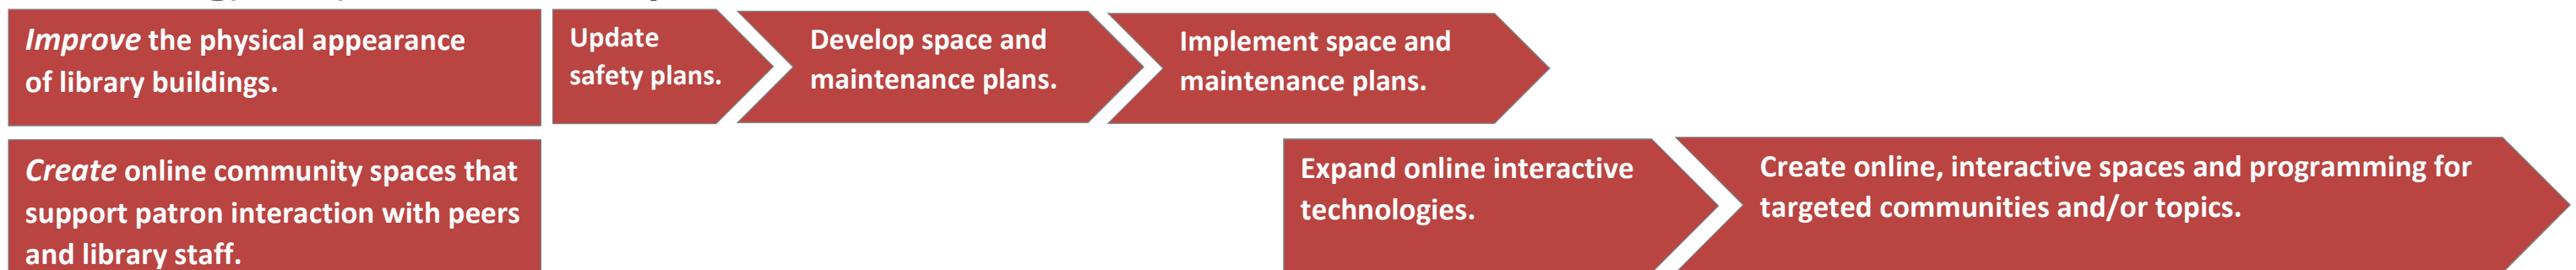 Improve the physical appearance
of library buildings.
Update
safety plans.
Develop space and
maintenance plans.
Implement space and
maintenance plans.
Create online community spaces that
support patron interaction with peers
and library staff.
Expand online interactive
technologies.
Create online, interactive spaces and programming for
targeted communities and/or topics.